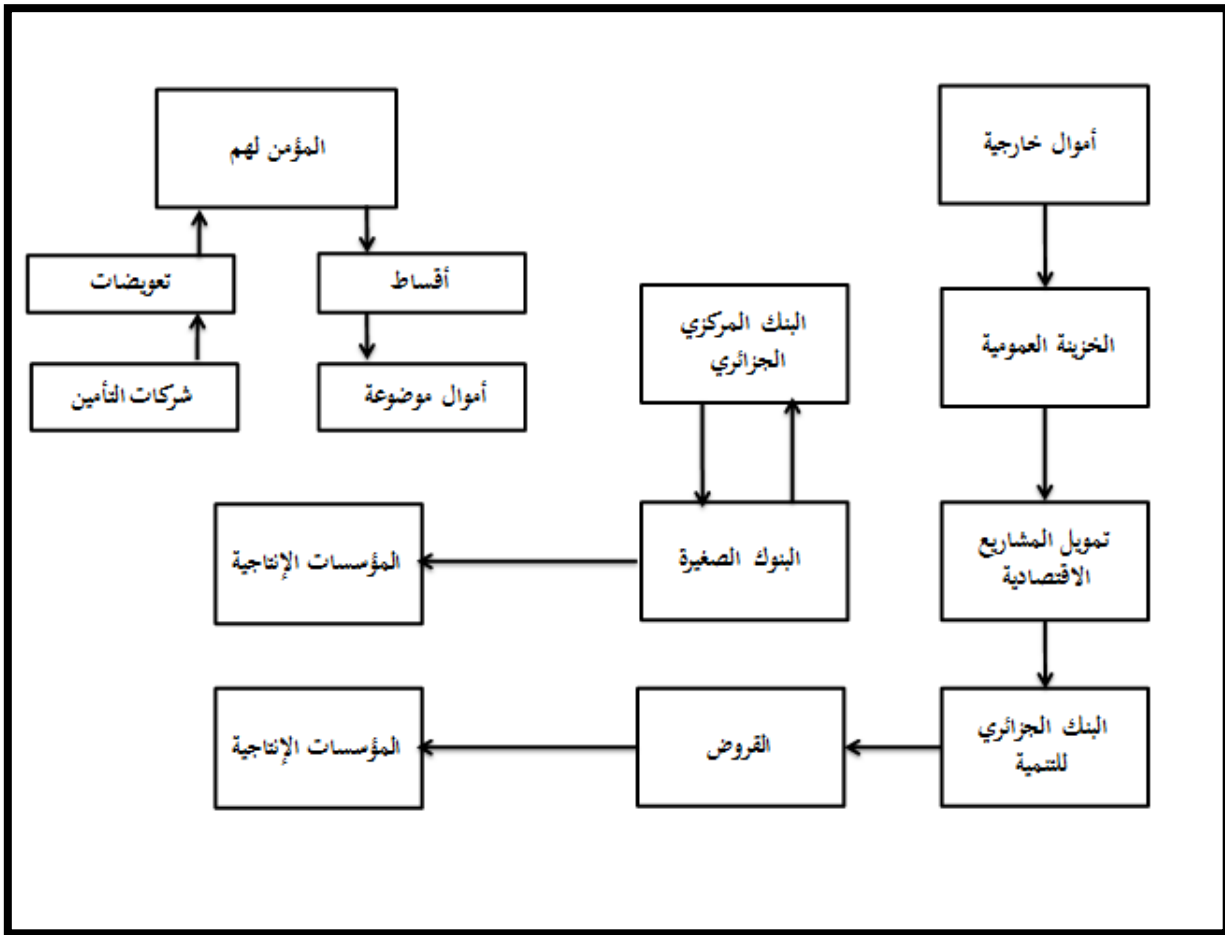 أموال خارجية
المؤمن لهم
تعويضات
أقساط
البنك المركزي
الجزائري
الخزينة العمومية
شركات التأمين
أموال موضوعة
تمويل المشاريع
الاقتصادية
البنوك الصغيرة
المؤسسات الإنتاجية
البنك الجزائري
للتنمية
القروض
المؤسسات الإنتاجية